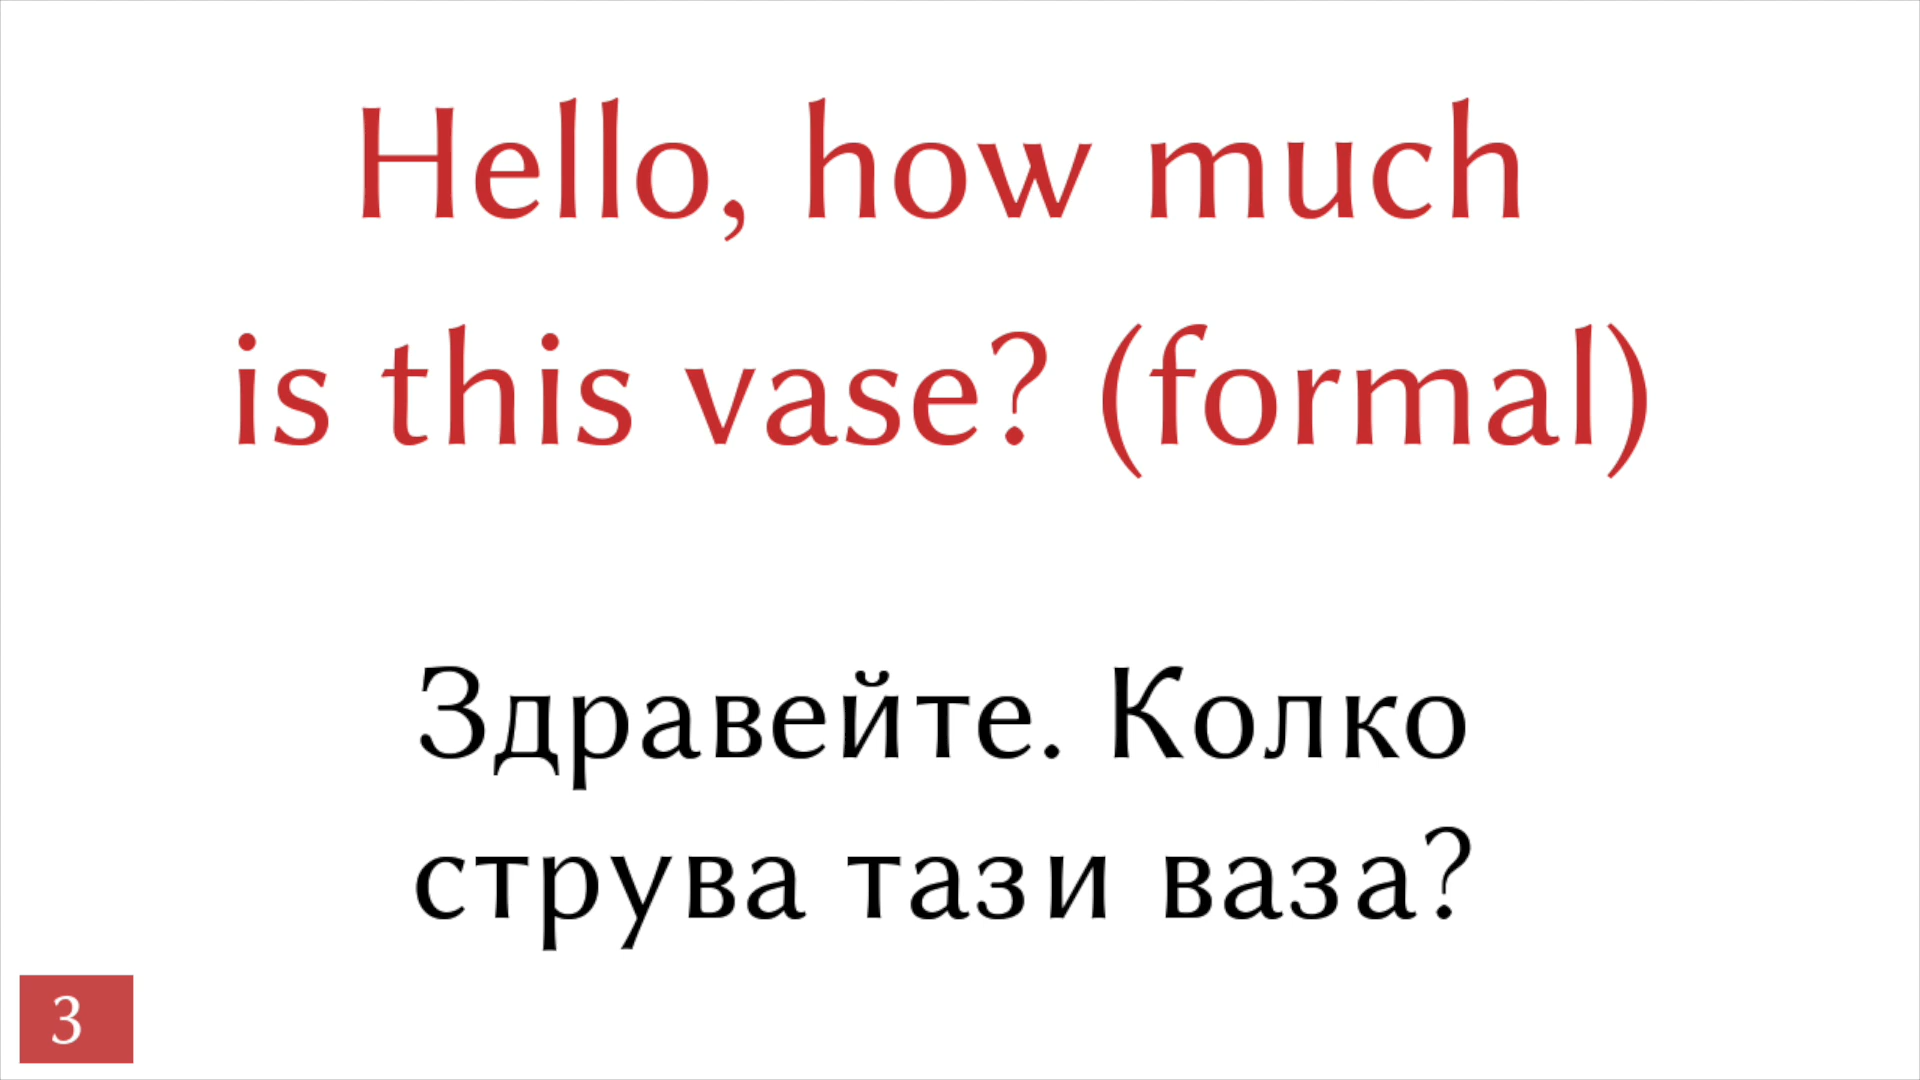 Hello, how much
is this vase? (formal)
Здравейте. Колко
струва тази ваза?
3